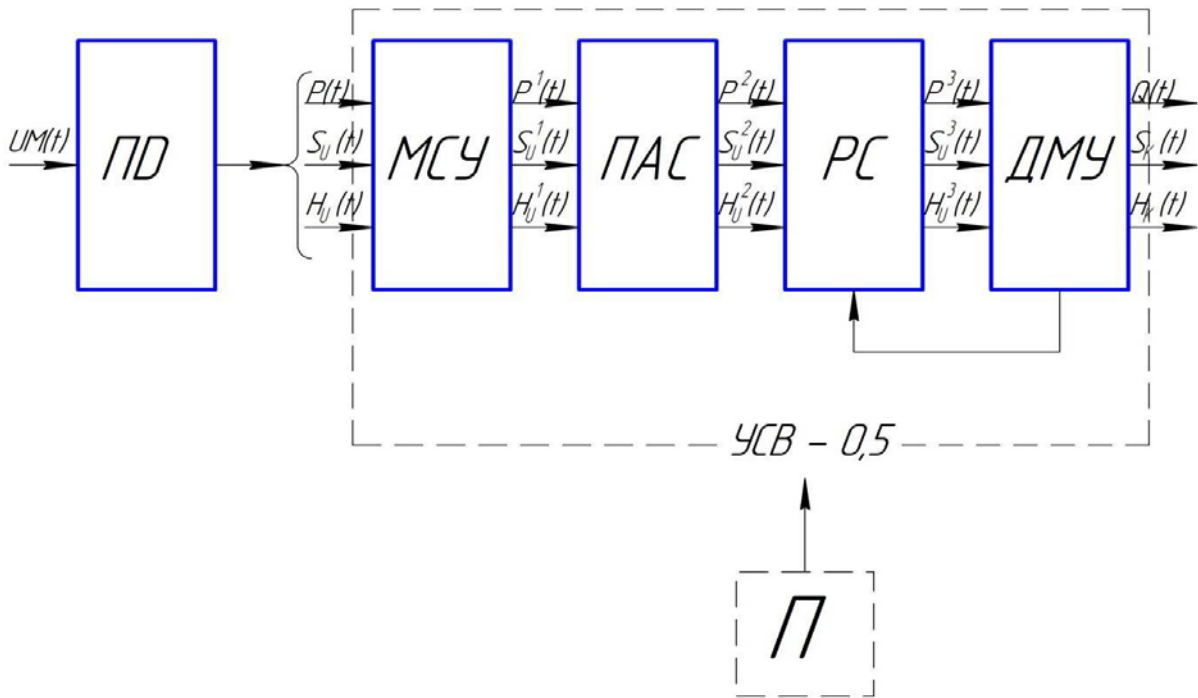 UM(t)
ПD
P(t)
S_U(t)
H_U(t)
МСУ
P^1(t)
S_U^1(t)
H_U^1(t)
ПАС
P^2(t)
S_U^2(t)
H_U^2(t)
РС
P^3(t)
S_U^3(t)
H_U^3(t)
ДМУ
Q(t)
S_K(t)
H_K(t)
УСВ – 0,5
П